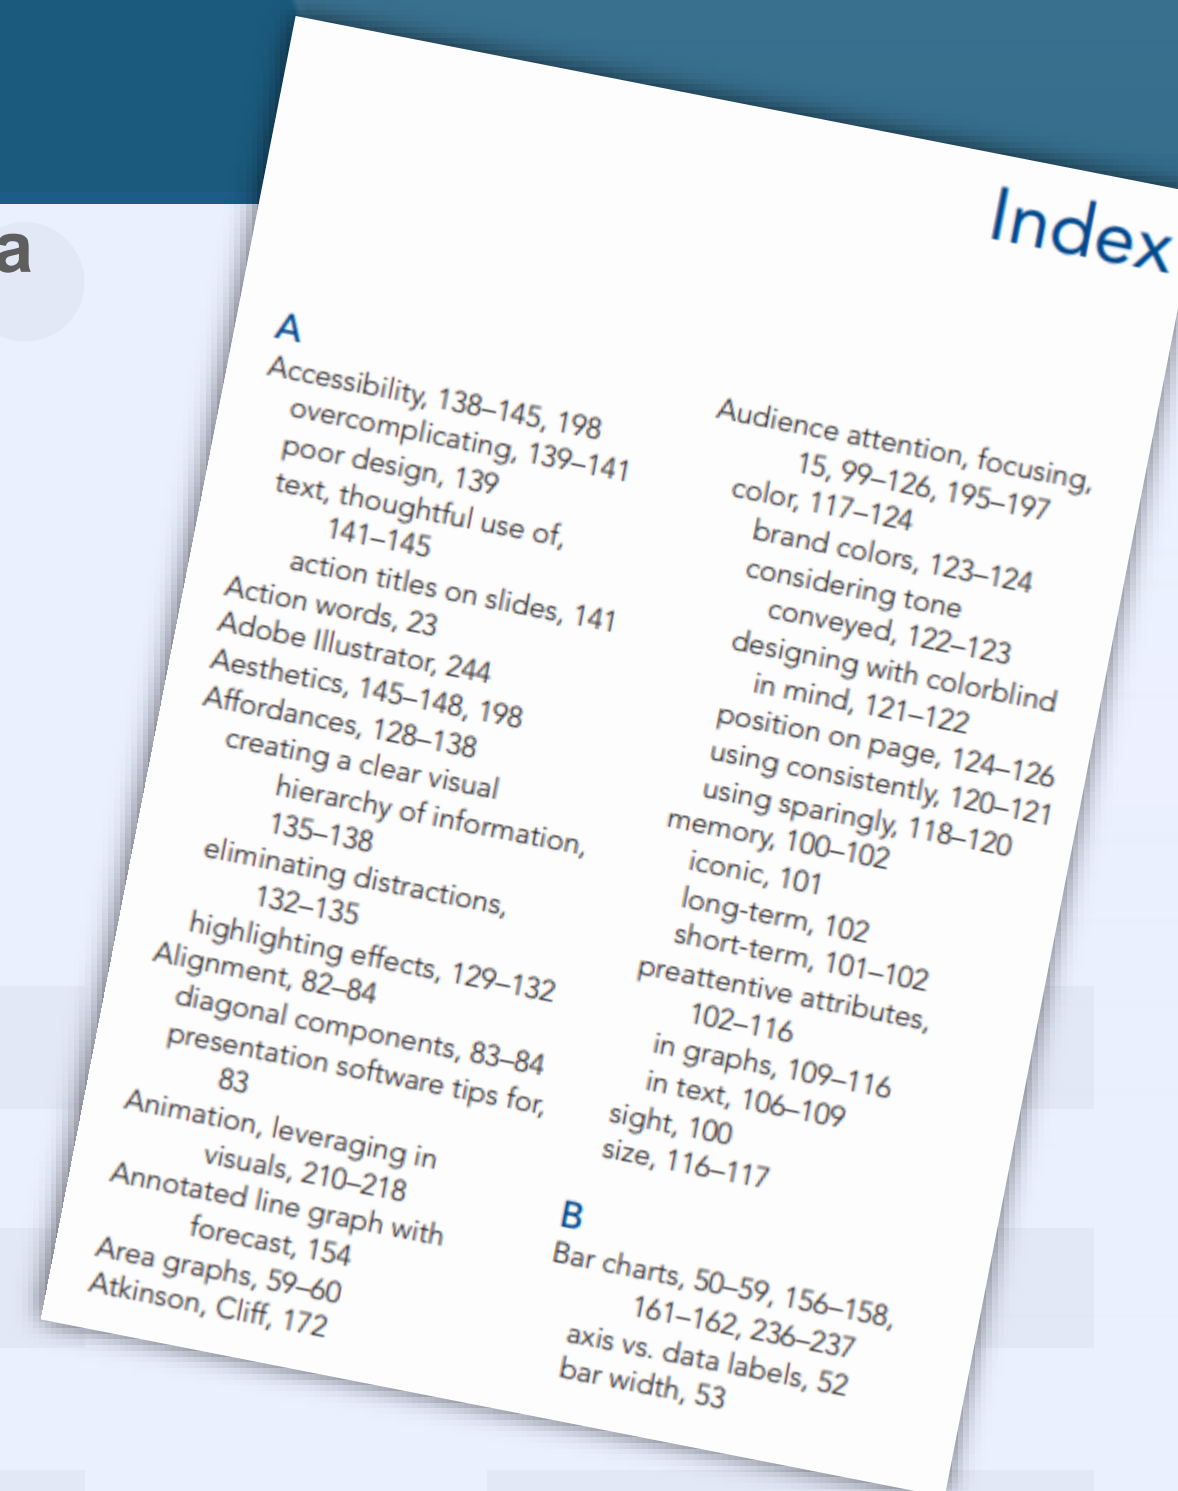 a
Index
A
Accessibility, 138–145, 198
overcomplicating, 139–141
poor design, 139
text, thoughtful use of,
141–145
action titles on slides, 141
Action words, 23
Adobe Illustrator, 244
Aesthetics, 145–148, 198
Affordances, 128–138
creating a clear visual
hierarchy of information,
135–138
eliminating distractions,
132–135
highlighting effects, 129–132
Alignment, 82–84
diagonal components, 83–84
presentation software tips for,
83
Animation, leveraging in
visuals, 210–218
Annotated line graph with
forecast, 154
Area graphs, 59–60
Atkinson, Cliff, 172
Audience attention, focusing,
15, 99–126, 195–197
color, 117–124
brand colors, 123–124
considering tone
conveyed, 122–123
designing with colorblind
in mind, 121–122
position on page, 124–126
using consistently, 120–121
using sparingly, 118–120
memory, 100–102
iconic, 101
long-term, 102
short-term, 101–102
preattentive attributes,
102–116
in graphs, 109–116
in text, 106–109
sight, 100
size, 116–117
B
Bar charts, 50–59, 156–158,
161–162, 236–237
axis vs. data labels, 52
bar width, 53